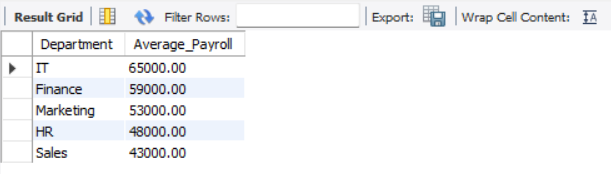 Result Grid Filter Rows: Export: Wrap Cell Content: IA
Department Average_Payroll
IT 65000.00
Finance 59000.00
Marketing 53000.00
HR 48000.00
Sales 43000.00